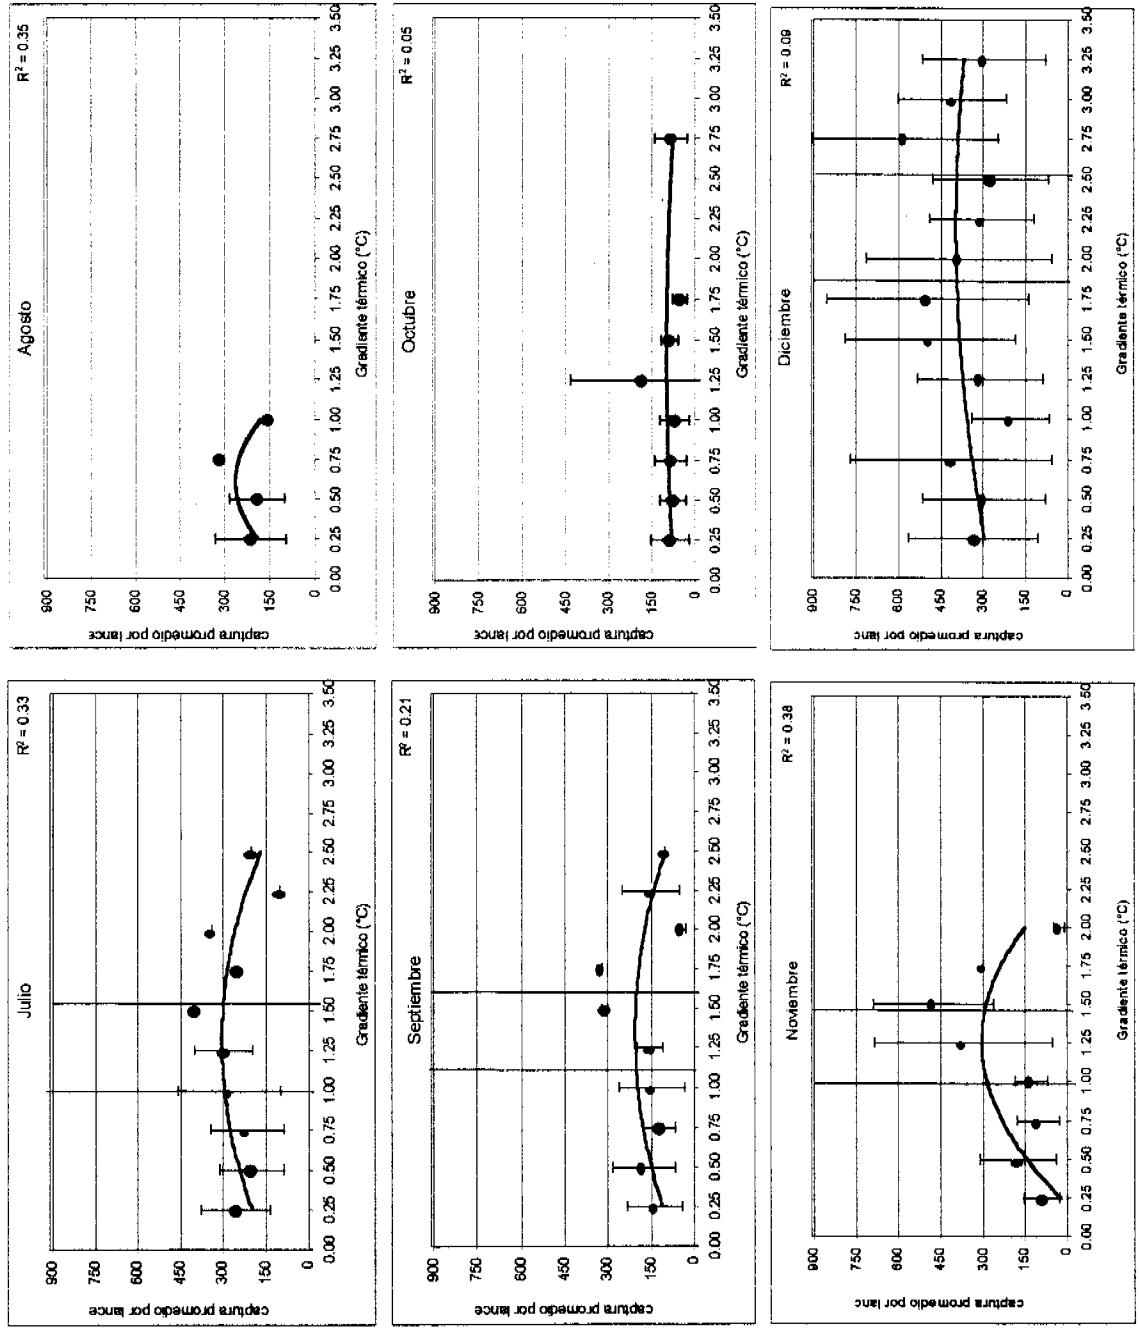 Julio
R² = 0.33
captura promedio por lance
900
750
600
450
300
150
0
0.00 0.25 0.50 0.75 1.00 1.25 1.50 1.75 2.00 2.25 2.50 2.75 3.00 3.25 3.50
Gradiente térmico (°C)
Agosto
R² = 0.35
captura promedio por lance
900
750
600
450
300
150
0
0.00 0.25 0.50 0.75 1.00 1.25 1.50 1.75 2.00 2.25 2.50 2.75 3.00 3.25 3.50
Gradiente térmico (°C)
Septiembre
R² = 0.21
captura promedio por lance
900
750
600
450
300
150
0
0.00 0.25 0.50 0.75 1.00 1.25 1.50 1.75 2.00 2.25 2.50 2.75 3.00 3.25 3.50
Gradiente térmico (°C)
Octubre
R² = 0.05
captura promedio por lance
900
750
600
450
300
150
0
0.00 0.25 0.50 0.75 1.00 1.25 1.50 1.75 2.00 2.25 2.50 2.75 3.00 3.25 3.50
Gradiente térmico (°C)
Noviembre
R² = 0.38
captura promedio por lanc
900
750
600
450
300
150
0
0.00 0.25 0.50 0.75 1.00 1.25 1.50 1.75 2.00 2.25 2.50 2.75 3.00 3.25 3.50
Gradiente térmico (°C)
Diciembre
R² = 0.09
captura promedio por lanc
900
750
600
450
300
150
0
0.00 0.25 0.50 0.75 1.00 1.25 1.50 1.75 2.00 2.25 2.50 2.75 3.00 3.25 3.50
Gradiente térmico (°C)